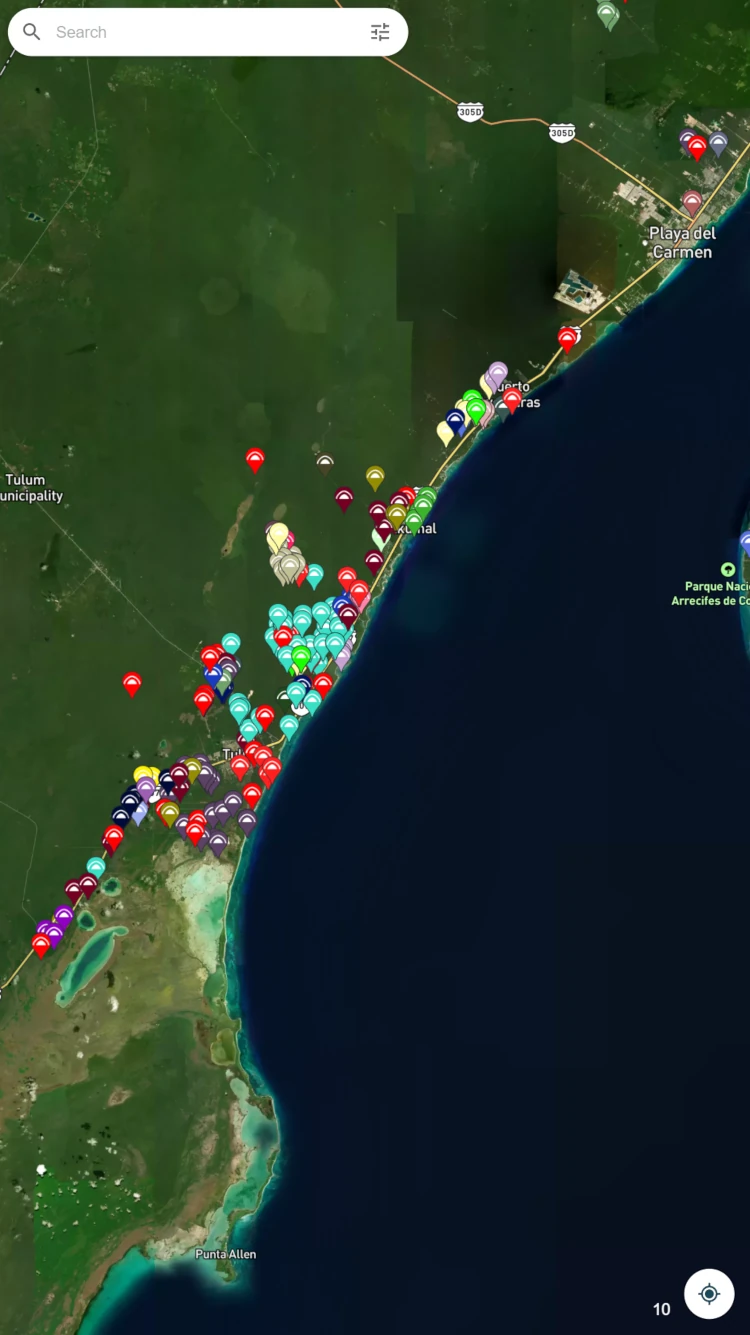 Search
305D
305D
Playa del
Carmen
uerto
ras
Tulum
unicipality
kumal
Parque Naci
Arrecifes de Co
Tul
Punta Allen
10